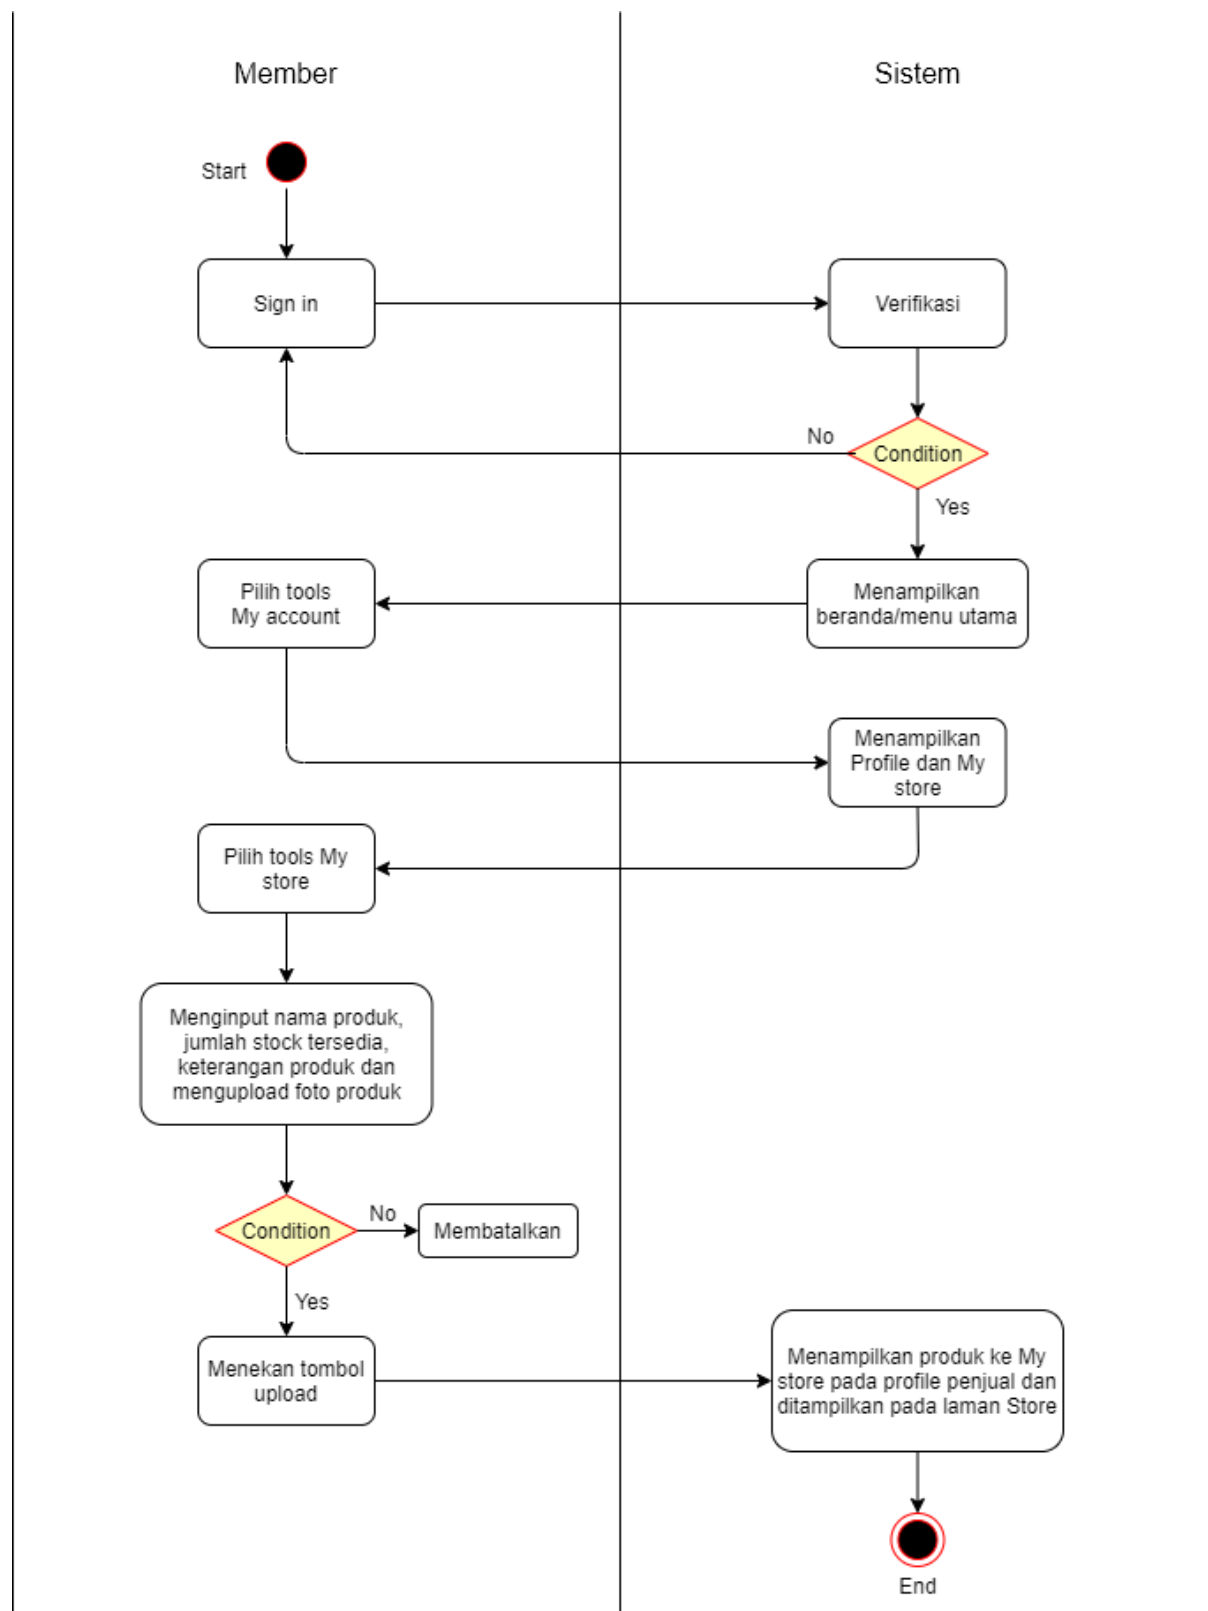 Member
Sistem
Start
Sign in
Verifikasi
No
Condition
Yes
Pilih tools
My account
Menampilkan
beranda/menu utama
Menampilkan
Profile dan My
store
Pilih tools My
store
Menginput nama produk,
jumlah stock tersedia,
keterangan produk dan
mengupload foto produk
Condition
No
Membatalkan
Yes
Menekan tombol
upload
Menampilkan produk ke My
store pada profile penjual dan
ditampilkan pada laman Store
End